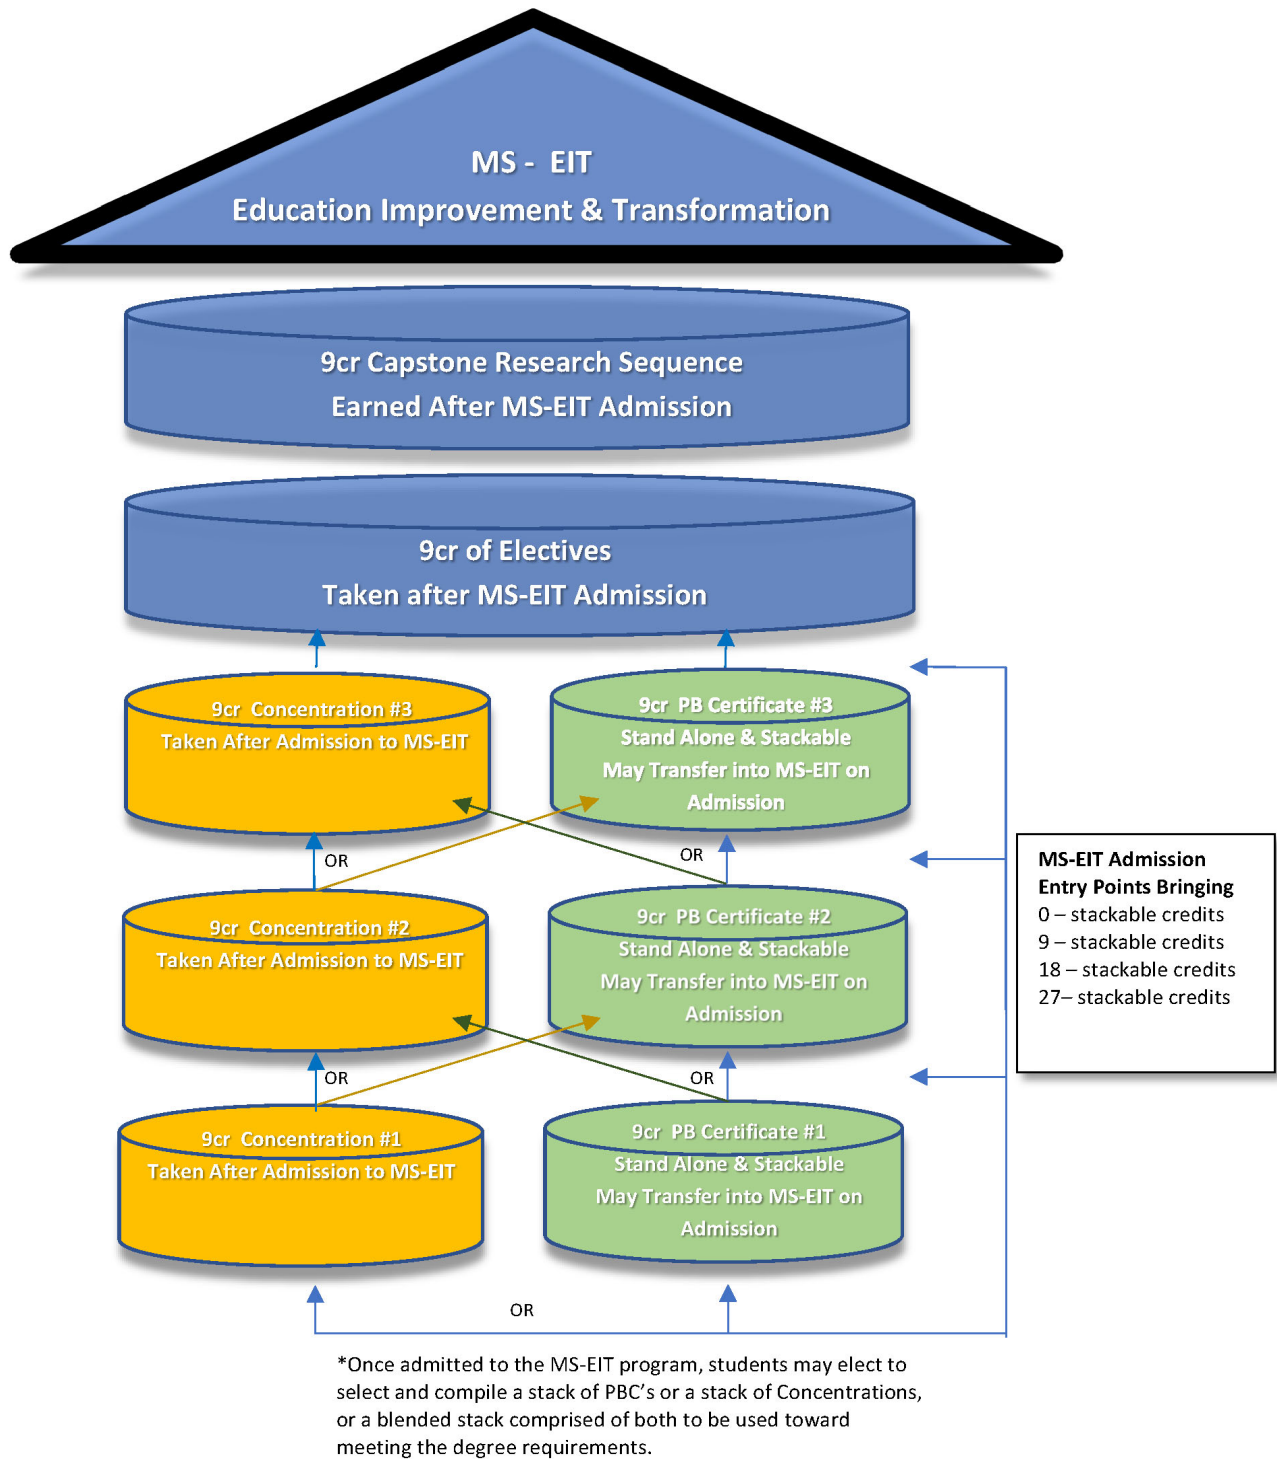 MS - EIT
Education Improvement & Transformation
9cr Capstone Research Sequence
Earned After MS-EIT Admission
9cr of Electives
Taken after MS-EIT Admission
9cr Concentration #3
Taken After Admission to MS-EIT
9cr PB Certificate #3
Stand Alone & Stackable
May Transfer into MS-EIT on
Admission
OR
OR
MS-EIT Admission
Entry Points Bringing
0 – stackable credits
9 – stackable credits
18 – stackable credits
27– stackable credits
9cr Concentration #2
Taken After Admission to MS-EIT
9cr PB Certificate #2
Stand Alone & Stackable
May Transfer into MS-EIT on
Admission
OR
OR
9cr Concentration #1
Taken After Admission to MS-EIT
9cr PB Certificate #1
Stand Alone & Stackable
May Transfer into MS-EIT on
Admission
OR
*Once admitted to the MS-EIT program, students may elect to
select and compile a stack of PBC’s or a stack of Concentrations,
or a blended stack comprised of both to be used toward
meeting the degree requirements.